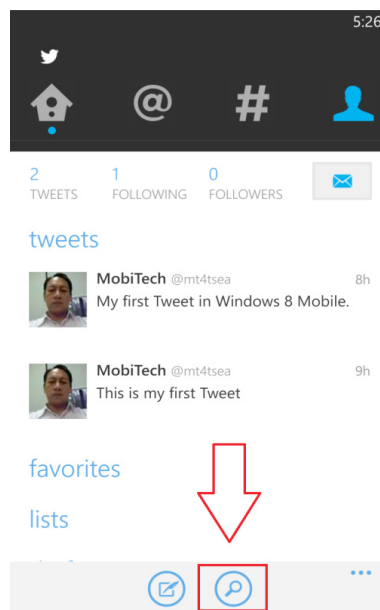 5:26
@ #
2 1 0
TWEETS FOLLOWING FOLLOWERS
tweets
MobiTech @mt4tsea 8h
My first Tweet in Windows 8 Mobile.
MobiTech @mt4tsea 9h
This is my first Tweet
favorites
lists